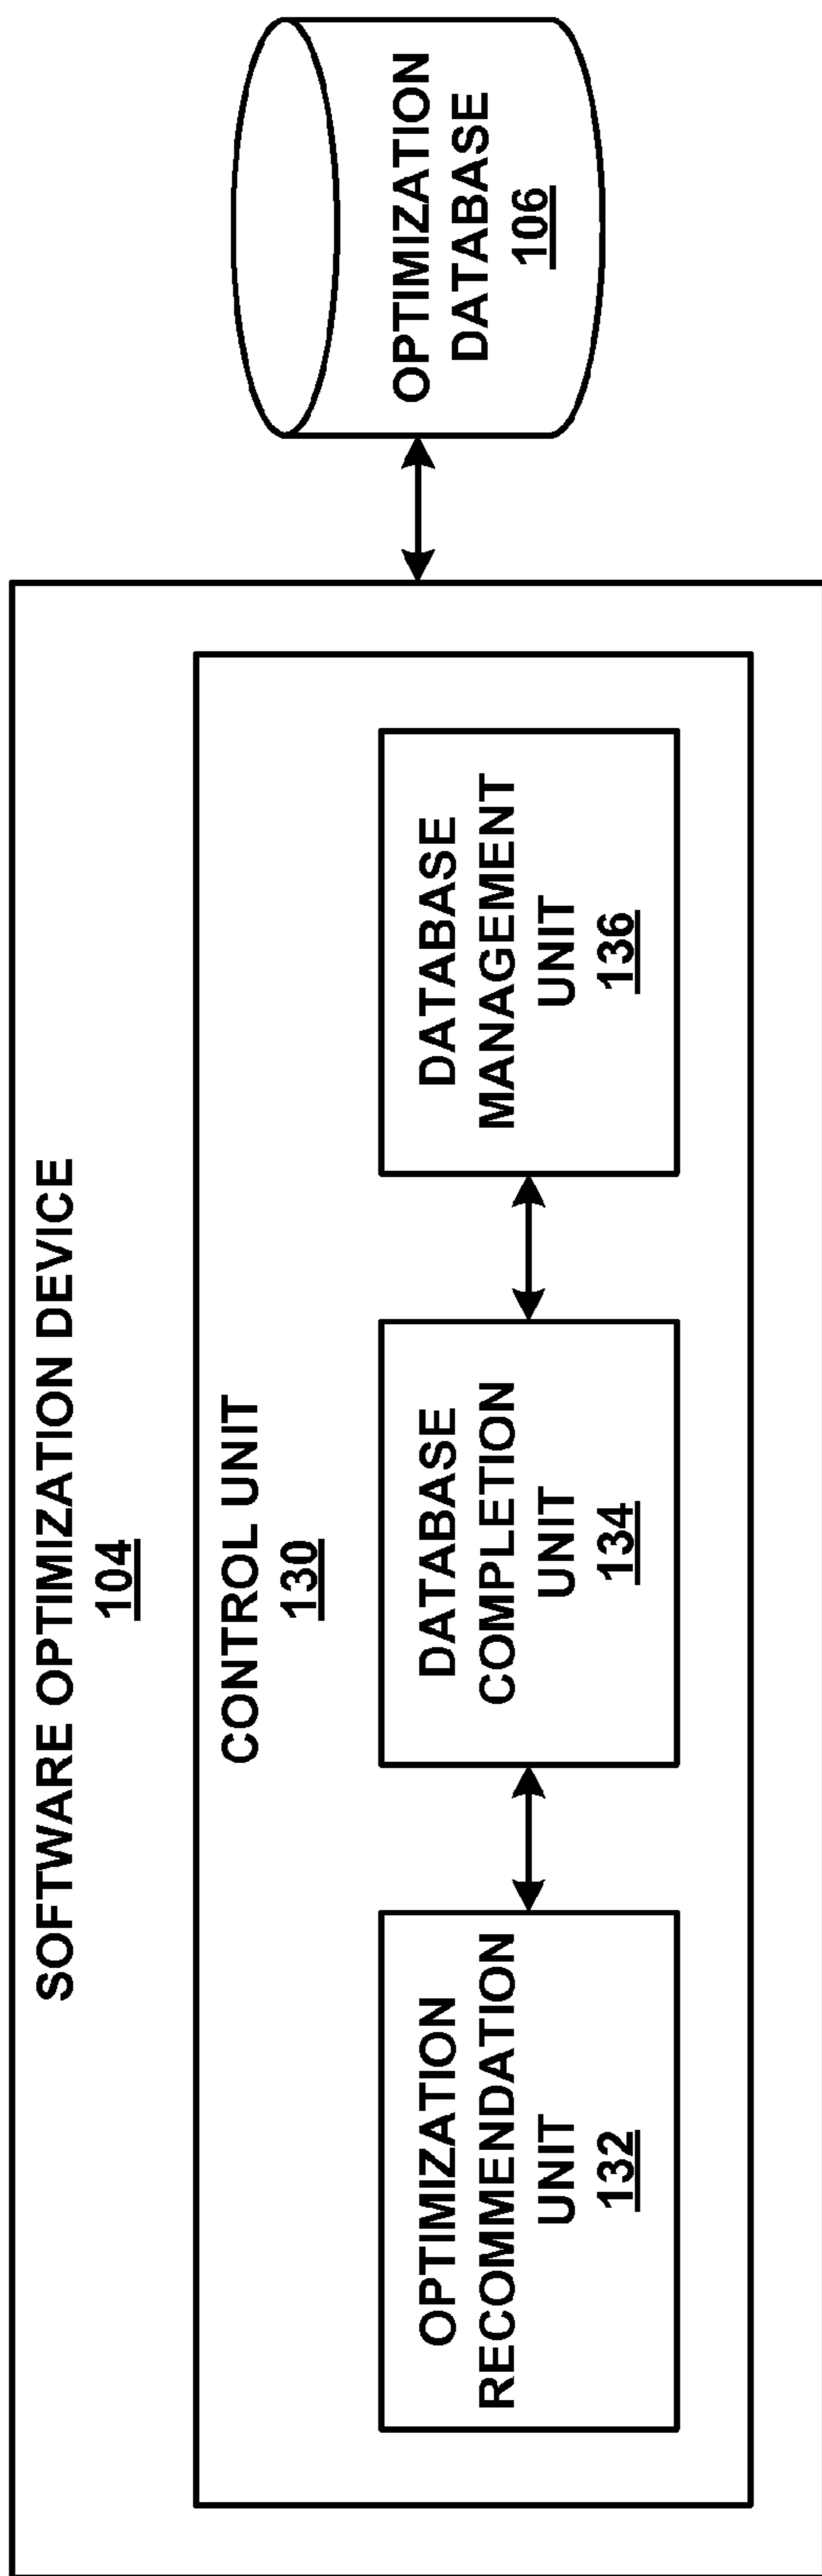 SOFTWARE OPTIMIZATION DEVICE
104
CONTROL UNIT
130
OPTIMIZATION
RECOMMENDATION
UNIT
132
DATABASE
COMPLETION
UNIT
134
DATABASE
MANAGEMENT
UNIT
136
OPTIMIZATION
DATABASE
106